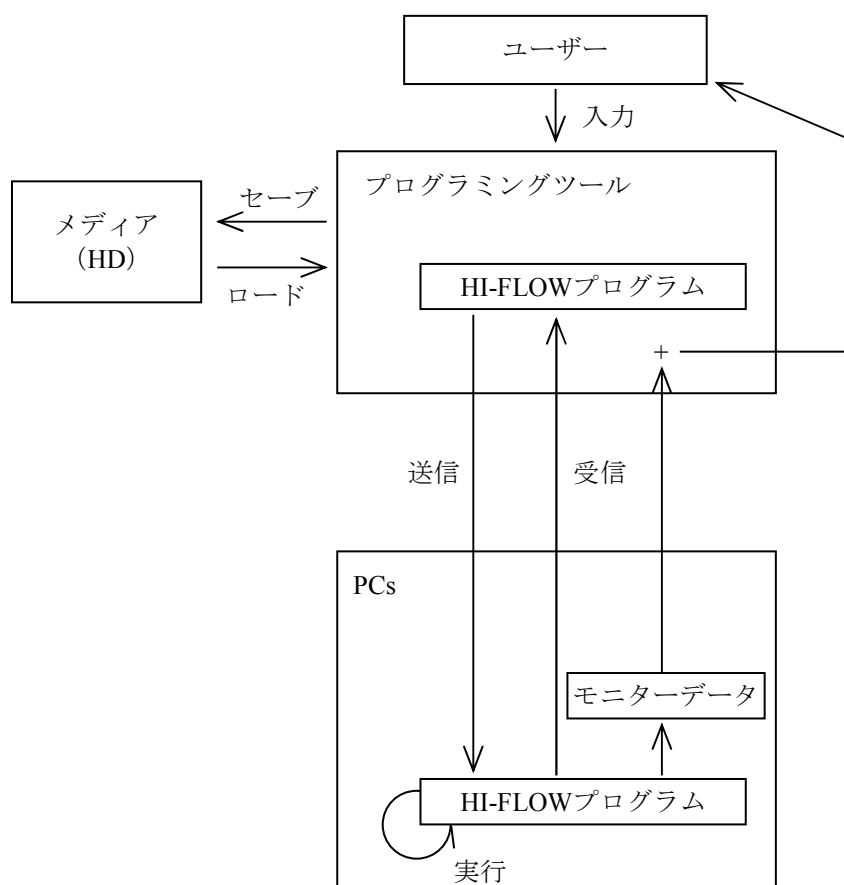 ユーザー
入力
プログラミングツール
セーブ
メディア
（HD）
ロード
HI-FLOWプログラム
+
送信
受信
PCs
モニターデータ
HI-FLOWプログラム
実行